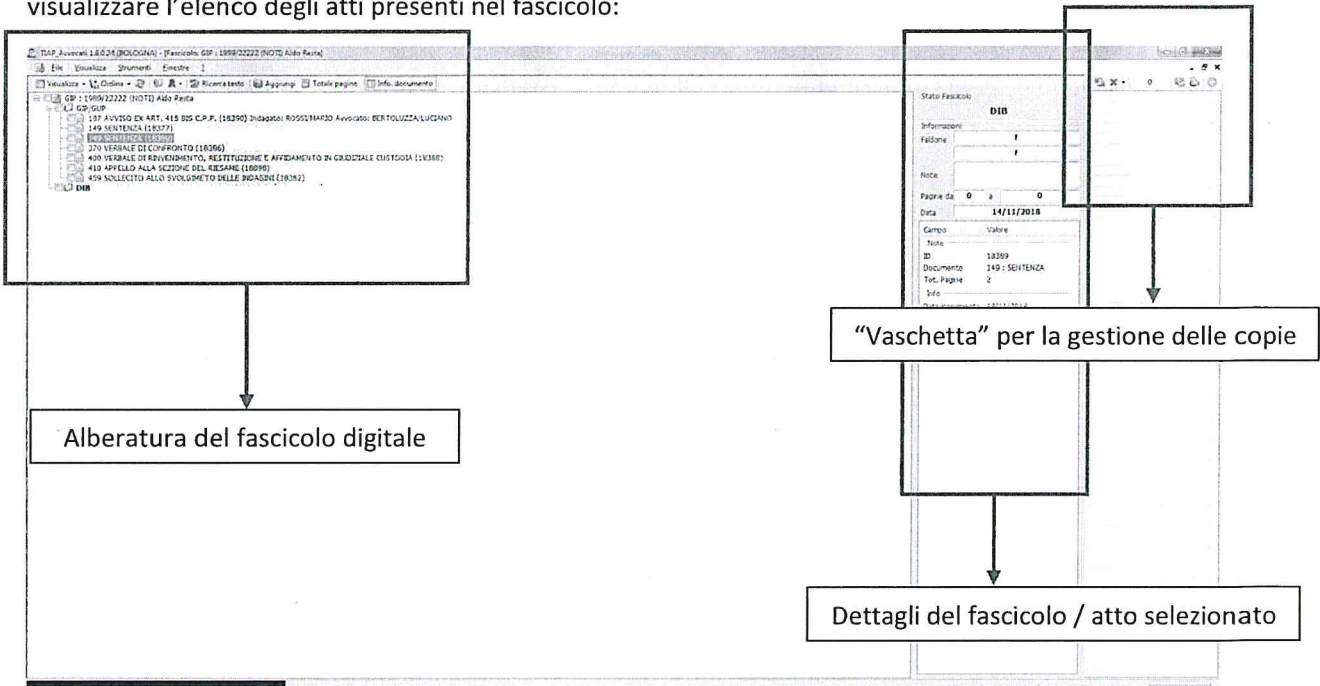 visualizzare l'elenco degli atti presenti nel fascicolo:
TIAP_Avvocati 1.6.0.24 (BOLOGNA) - [Fascicolo: GIP : 1999/22222 (NOTI) Aldo Resta]
File Visualizza Strumenti Finestre ?
Visualizza Ordina Ricerca testo Aggiungi Totale pagine Info. documento
0
GIP : 1999/22222 (NOTI) Aldo Resta
GIP/GUP
187 AVVISO EX ART. 415 BIS C.P.P. (18390) Indagato: ROSSI/MARIO Avvocato: BERTOLUZZA/LUCIANO
149 SENTENZA (18377)
149 SENTENZA (18389)
370 VERBALE DI CONFRONTO (18386)
400 VERBALE DI RINVENIMENTO, RESTITUZIONE E AFFIDAMENTO IN GIUDIZIALE CUSTODIA (18388)
410 APPELLO ALLA SEZIONE DEL RIESAME
459 SOLLECITO ALLO SVOLGIMETO DELLE INDAGINI (18382)
DIB
Stato Fascicolo
DIB
Informazioni
Faldone /
/
Note
Pagine da 0 a 0
Data 14/11/2018
Campo Valore
Note
ID 18389
Documento 149 : SENTENZA
Tot. Pagine 2
Info
"Vaschetta" per la gestione delle copie
Alberatura del fascicolo digitale
Dettagli del fascicolo / atto selezionato